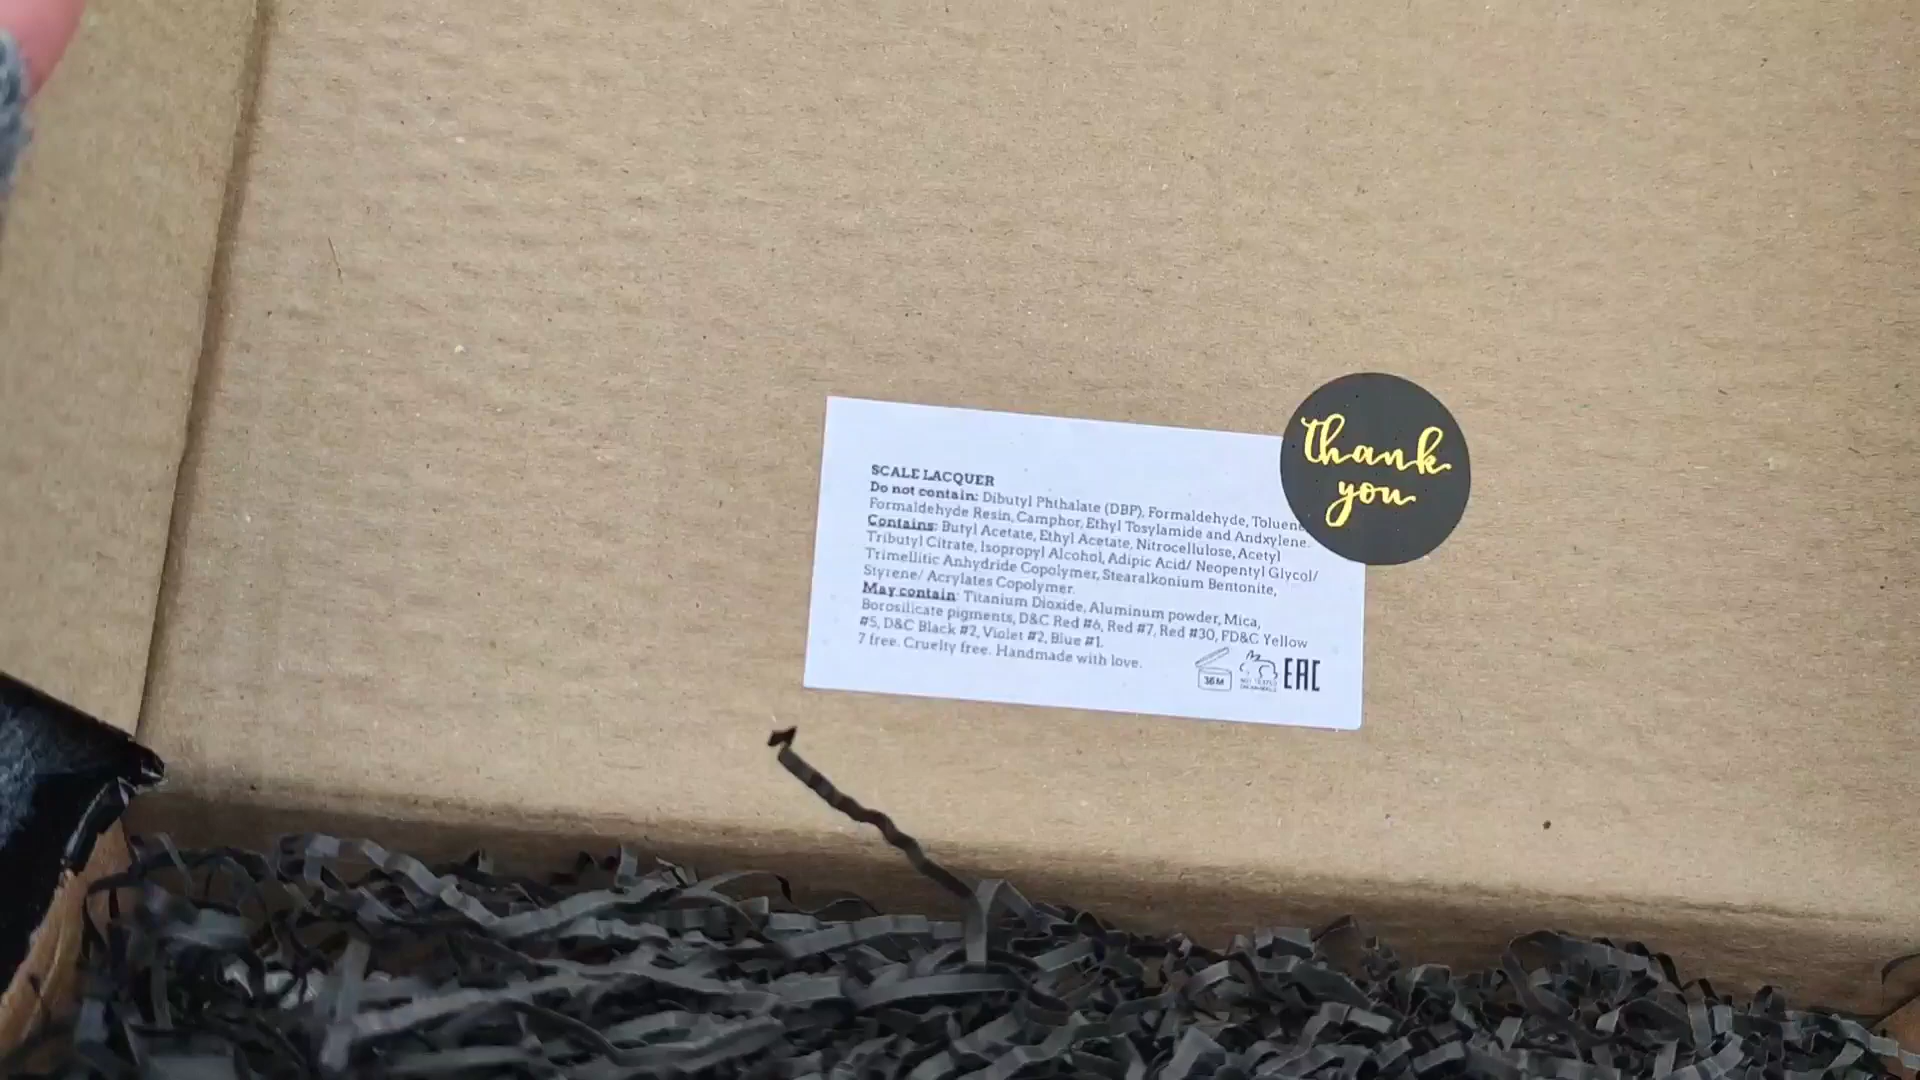 SCALE LACQUER
Do not contain: Dibutyl Phthalate (DBP), Formaldehyde, Toluene
Formaldehyde Resin, Camphor, Ethyl Tosylamide and Andxylene.
Contains: Butyl Acetate, Ethyl Acetate, Nitrocellulose, Acetyl
Tributyl Citrate, Isopropyl Alcohol, Adipic Acid/ Neopentyl Glycol/
Trimellitic Anhydride Copolymer, Stearalkonium Bentonite,
Styrene/ Acrylates Copolymer.
May contain: Titanium Dioxide, Aluminum powder, Mica,
Borosilicate pigments, D&C Red #6, Red #7, Red #30, FD&C Yellow
#5, D&C Black #2, Violet #2, Blue #1.
7 free. Cruelty free. Handmade with love.
36M
EAC
thank
you